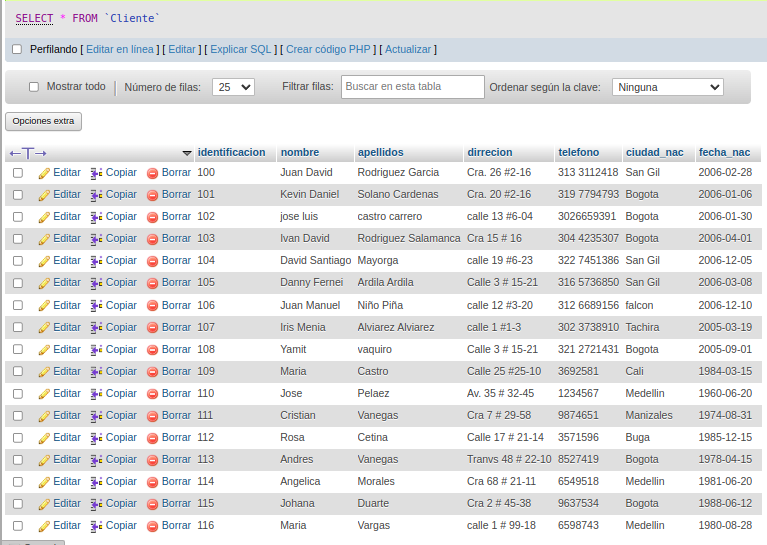 SELECT * FROM `Cliente`
Perfilando [ Editar en línea ] [ Editar ] [ Explicar SQL ] [ Crear código PHP ] [ Actualizar ]
Mostrar todo Número de filas: 25 Filtrar filas: Buscar en esta tabla Ordenar según la clave: Ninguna
Opciones extra
←T→ identificacion nombre apellidos dirrecion telefono ciudad_nac fecha_nac
Editar Copiar Borrar 100 Juan David Rodriguez Garcia Cra. 26 #2-16 313 3112418 San Gil 2006-02-28
Editar Copiar Borrar 101 Kevin Daniel Solano Cardenas Cra. 20 #2-16 319 7794793 Bogota 2006-01-06
Editar Copiar Borrar 102 jose luis castro carrero calle 13 #6-04 3026659391 Bogota 2006-01-30
Editar Copiar Borrar 103 Ivan David Rodriguez Salamanca Cra 15 # 16 304 4235307 Bogota 2006-04-01
Editar Copiar Borrar 104 David Santiago Mayorga calle 19 #6-23 322 7451386 San Gil 2006-12-05
Editar Copiar Borrar 105 Danny Fernei Ardila Ardila Calle 3 # 15-21 316 5736850 San Gil 2006-03-08
Editar Copiar Borrar 106 Juan Manuel Niño Piña calle 12 #3-20 312 6689156 falcon 2006-12-10
Editar Copiar Borrar 107 Iris Menia Alviarez Alviarez calle 1 #1-3 302 3738910 Tachira 2005-03-19
Editar Copiar Borrar 108 Yamit vaquiro Calle 3 # 15-21 321 2721431 Bogota 2005-09-01
Editar Copiar Borrar 109 Maria Castro Calle 25 #25-10 3692581 Cali 1984-03-15
Editar Copiar Borrar 110 Jose Pelaez Av. 35 # 32-45 1234567 Medellin 1960-06-20
Editar Copiar Borrar 111 Cristian Vanegas Cra 7 # 29-58 9874651 Manizales 1974-08-31
Editar Copiar Borrar 112 Rosa Cetina Calle 17 # 21-14 3571596 Buga 1985-12-15
Editar Copiar Borrar 113 Andres Vanegas Tranvs 48 # 22-10 8527419 Bogota 1978-04-15
Editar Copiar Borrar 114 Angelica Morales Cra 68 # 21-11 6549518 Medellin 1981-06-20
Editar Copiar Borrar 115 Johana Duarte Cra 2 # 45-38 9637534 Bogota 1988-06-12
Editar Copiar Borrar 116 Maria Vargas calle 1 # 99-18 6598743 Medellin 1980-08-28